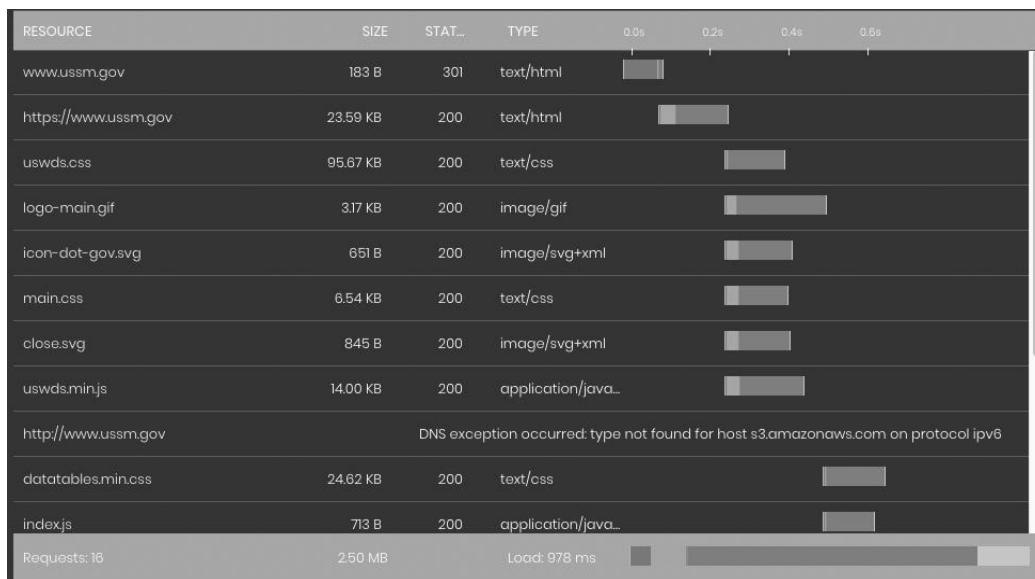 RESOURCE SIZE STAT... TYPE 0.0s 0.2s 0.4s 0.6s
www.ussm.gov 183 B 301 text/html
https://www.ussm.gov 23.59 KB 200 text/html
uswds.css 95.67 KB 200 text/css
logo-main.gif 3.17 KB 200 image/gif
icon-dot-gov.svg 651 B 200 image/svg+xml
main.css 6.54 KB 200 text/css
close.svg 845 B 200 image/svg+xml
uswds.min.js 14.00 KB 200 application/java...
http://www.ussm.gov DNS exception occurred: type not found for host s3.amazonaws.com on protocol ipv6
datatables.min.css 24.62 KB 200 text/css
index.js 713 B 200 application/java...
Requests: 16 2.50 MB Load: 978 ms